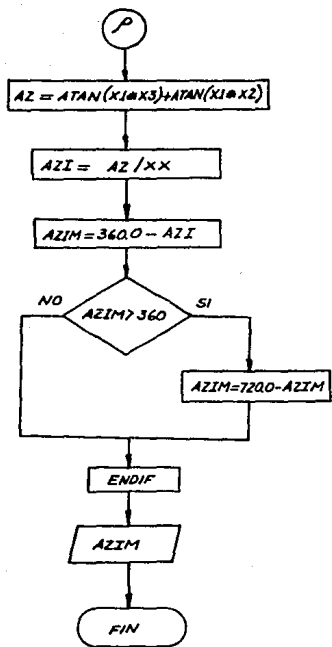 P
AZ = ATAN(X1*X3)+ATAN(X1*X2)
AZI = AZ/XX
AZIM=360.0-AZI
NO
AZIM>360
SI
AZIM=720.0-AZIM
ENDIF
AZIM
FIN